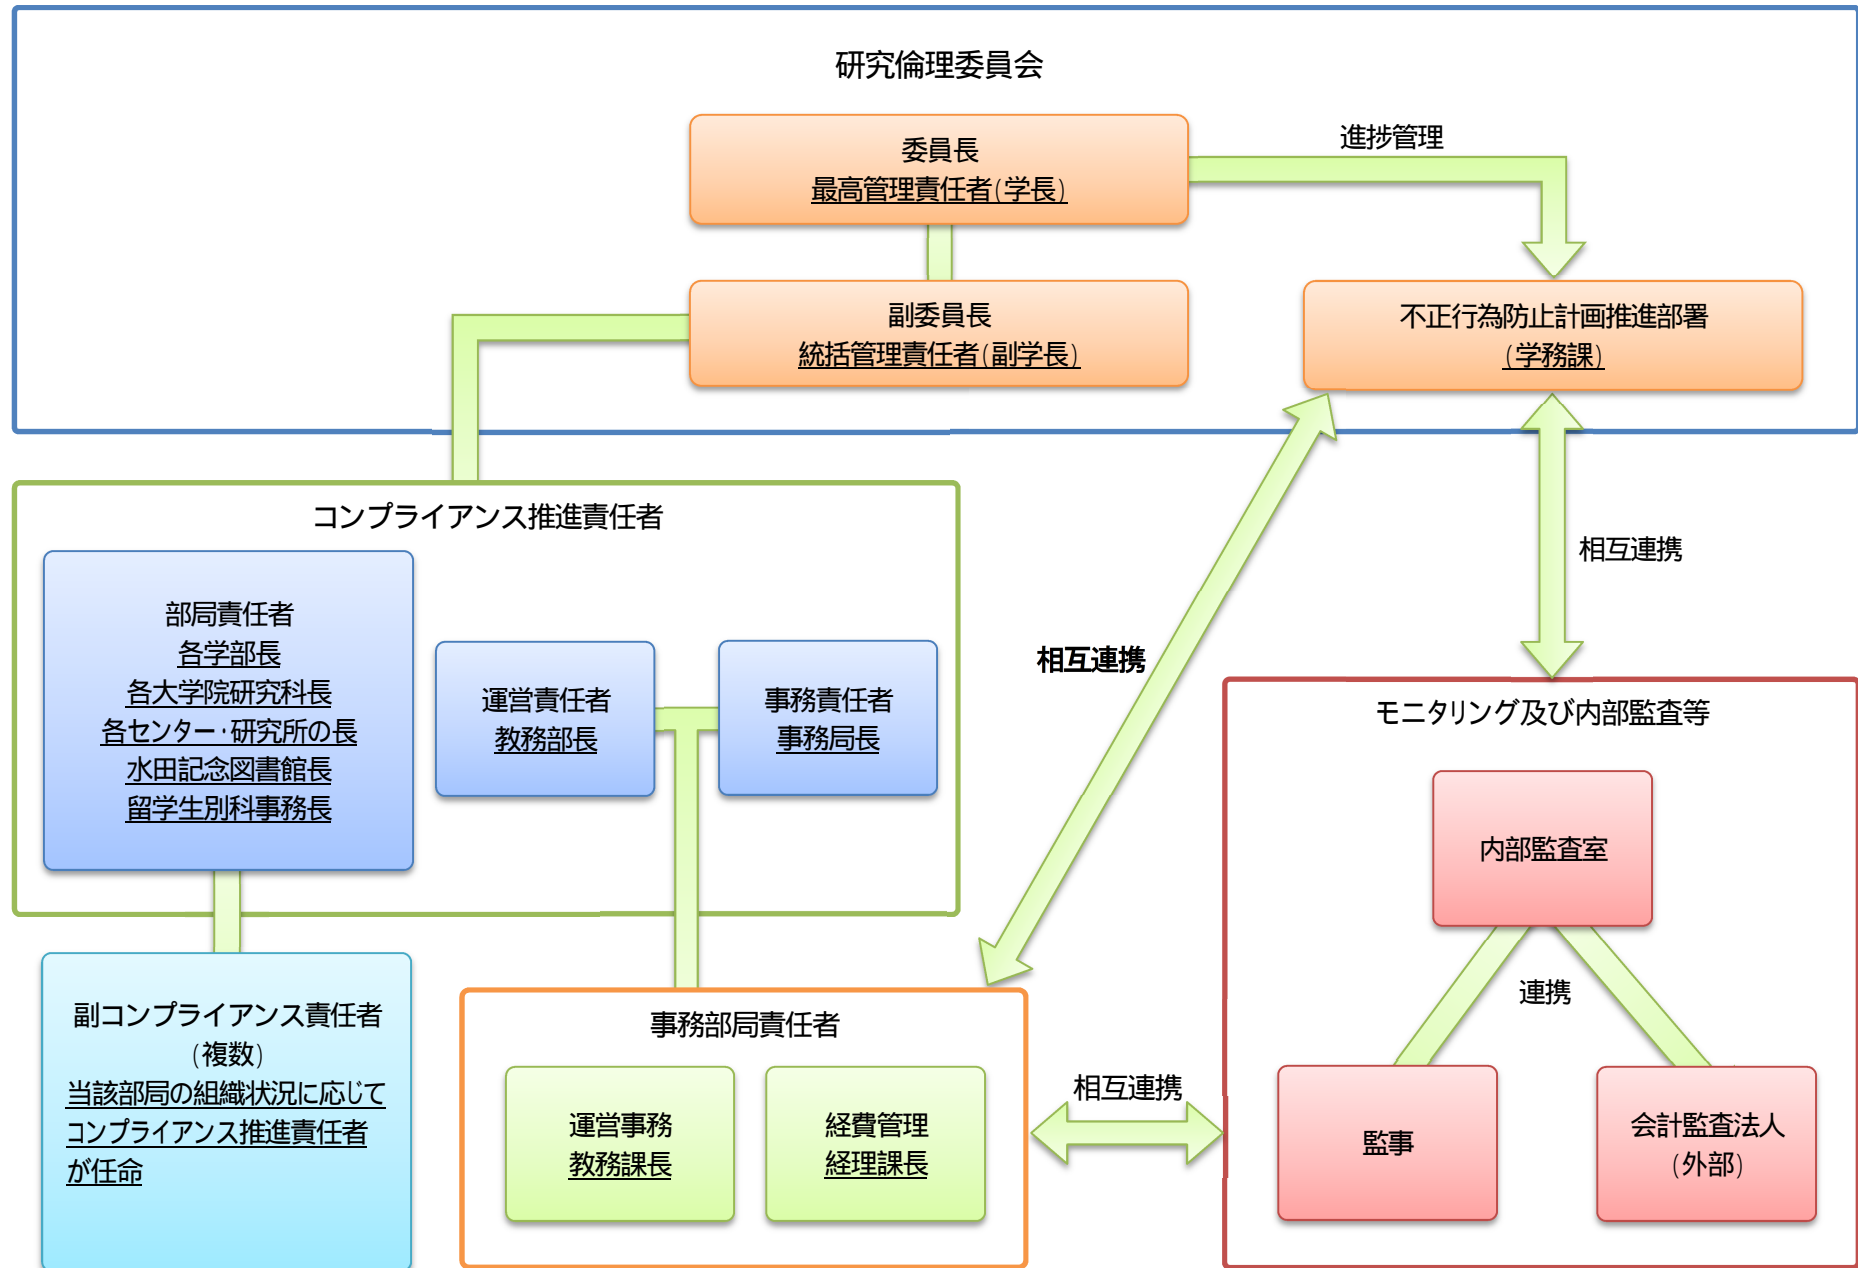 研究倫理委員会
委員長
最高管理責任者(学長)
進捗管理
副委員長
統括管理責任者(副学長)
不正行為防止計画推進部署
(学務課)
コンプライアンス推進責任者
部局責任者
各学部長
各大学院研究科長
各センター・研究所の長
水田記念図書館長
留学生別科事務長
運営責任者
教務部長
事務責任者
事務局長
相互連携
相互連携
モニタリング及び内部監査等
内部監査室
連携
監事
会計監査法人
(外部)
副コンプライアンス責任者
(複数)
当該部局の組織状況に応じて
コンプライアンス推進責任者
が任命
事務部局責任者
運営事務
教務課長
経費管理
経理課長
相互連携